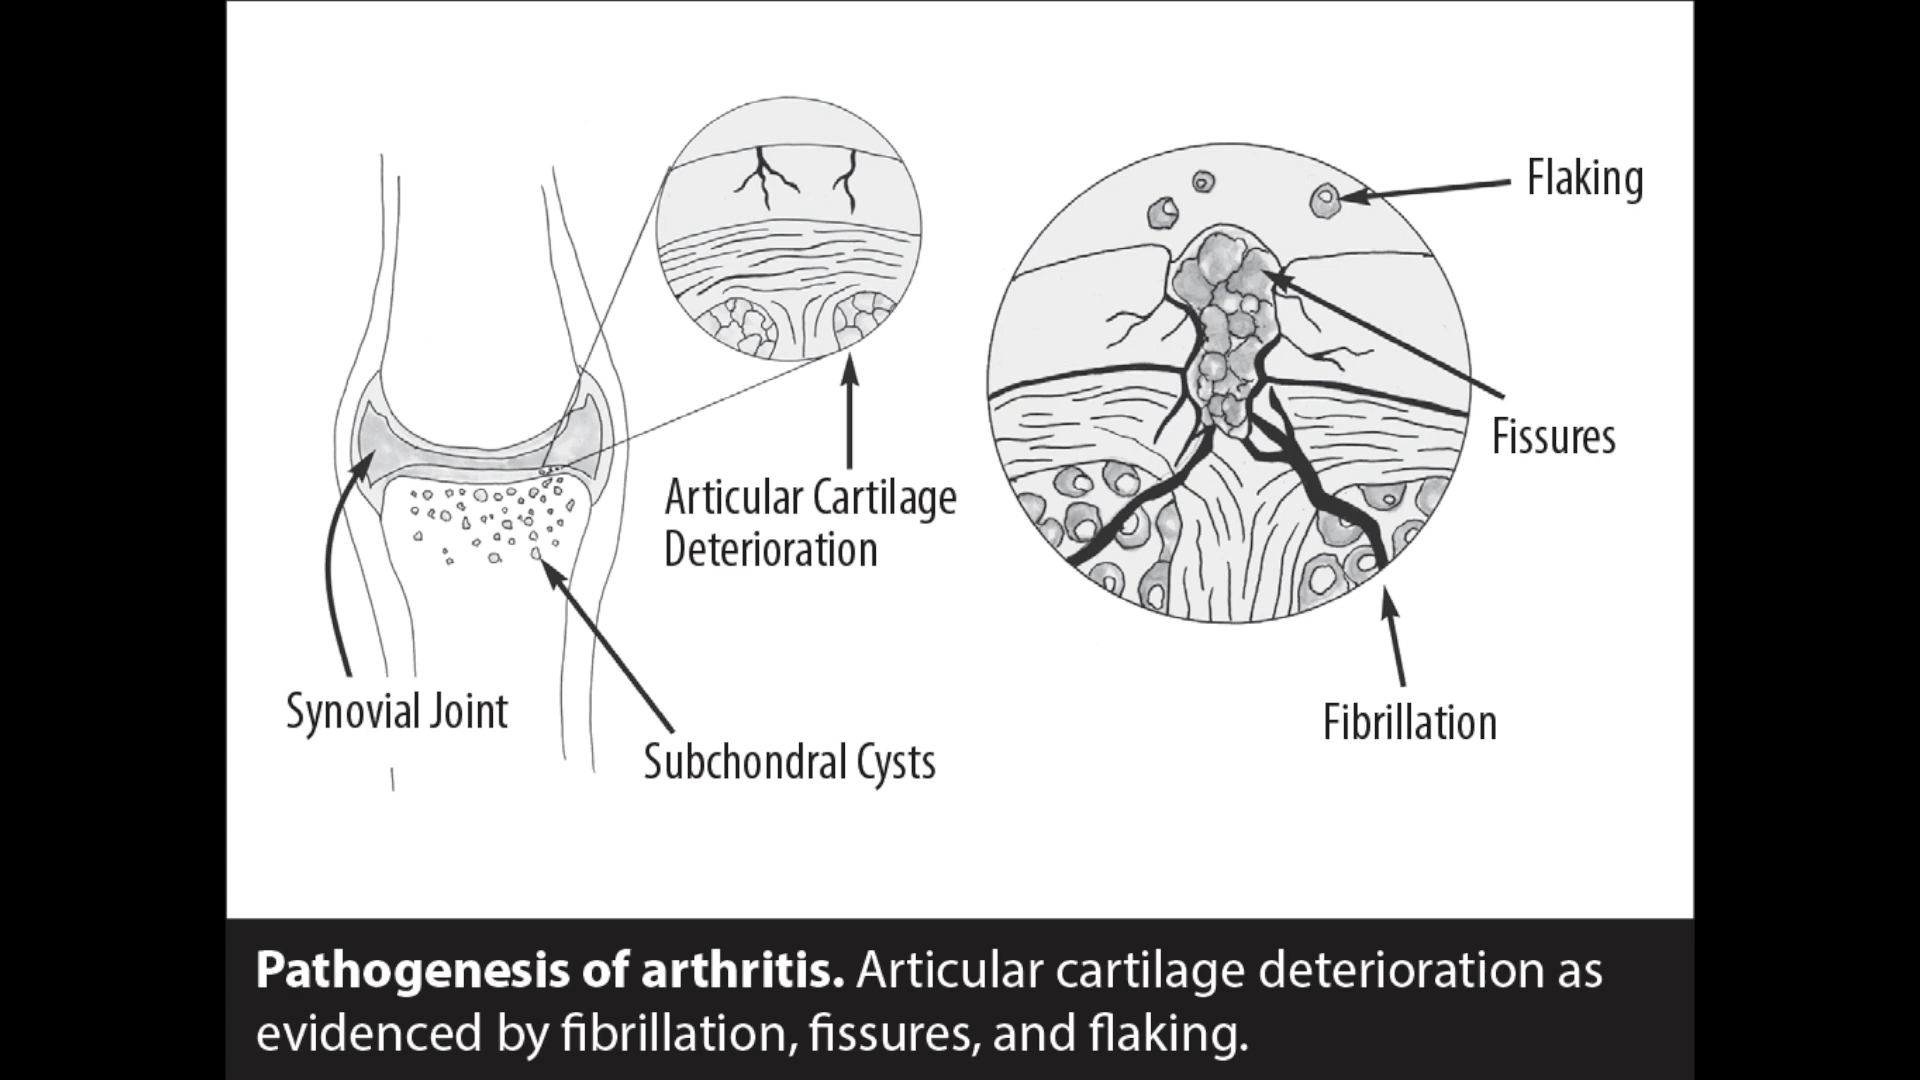 Flaking
Fissures
Articular Cartilage
Deterioration
Synovial Joint
Fibrillation
Subchondral Cysts
Pathogenesis of arthritis. Articular cartilage deterioration as
evidenced by fibrillation, fissures, and flaking.